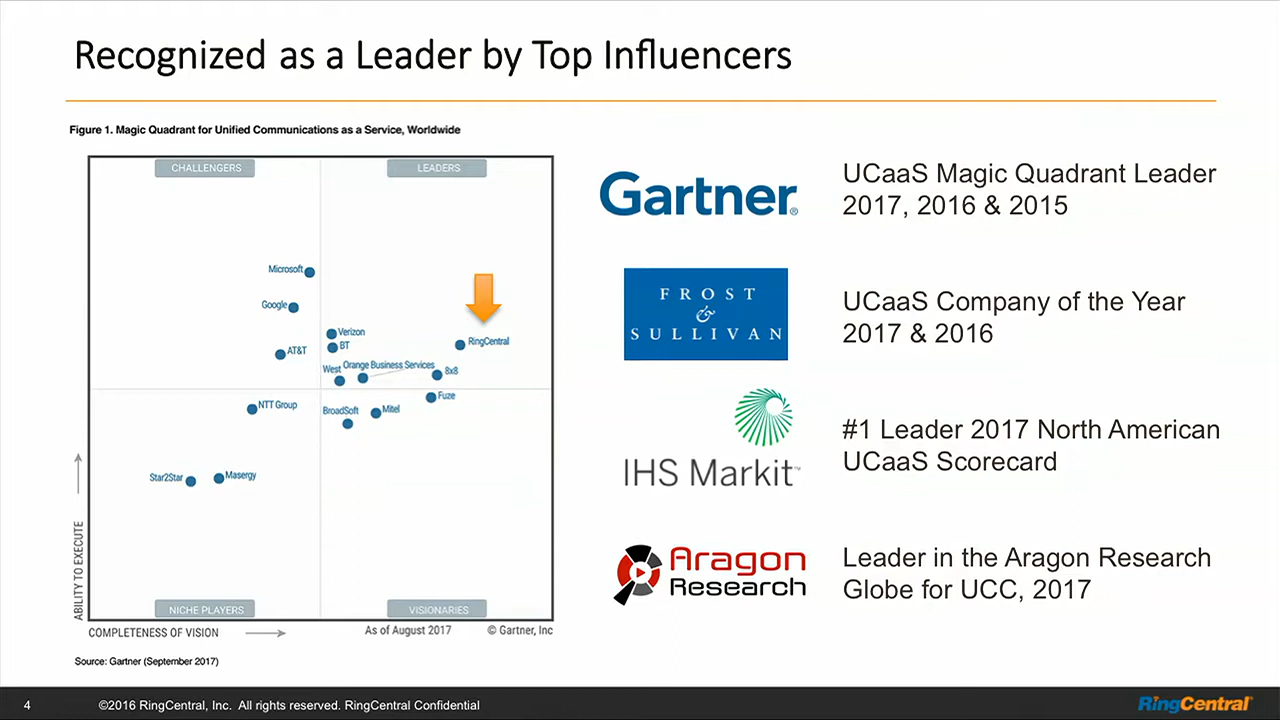 Recognized as a Leader by Top Influencers
Figure 1. Magic Quadrant for Unified Communications as a Service, Worldwide
CHALLENGERS
LEADERS
Microsoft
Google
AT&T
Verizon
BT
RingCentral
West
Orange Business Services
8x8
Fuze
NTT Group
BroadSoft
Mitel
Star2Star
Masergy
ABILITY TO EXECUTE
NICHE PLAYERS
VISIONARIES
COMPLETENESS OF VISION
As of August 2017
© Gartner, Inc
Source: Gartner (September 2017)
Gartner®
UCaaS Magic Quadrant Leader
2017, 2016 & 2015
FROST
&
SULLIVAN
UCaaS Company of the Year
2017 & 2016
IHS Markit™
#1 Leader 2017 North American
UCaaS Scorecard
Aragon
Research
Leader in the Aragon Research
Globe for UCC, 2017
4
©2016 RingCentral, Inc. All rights reserved. RingCentral Confidential
RingCentral®